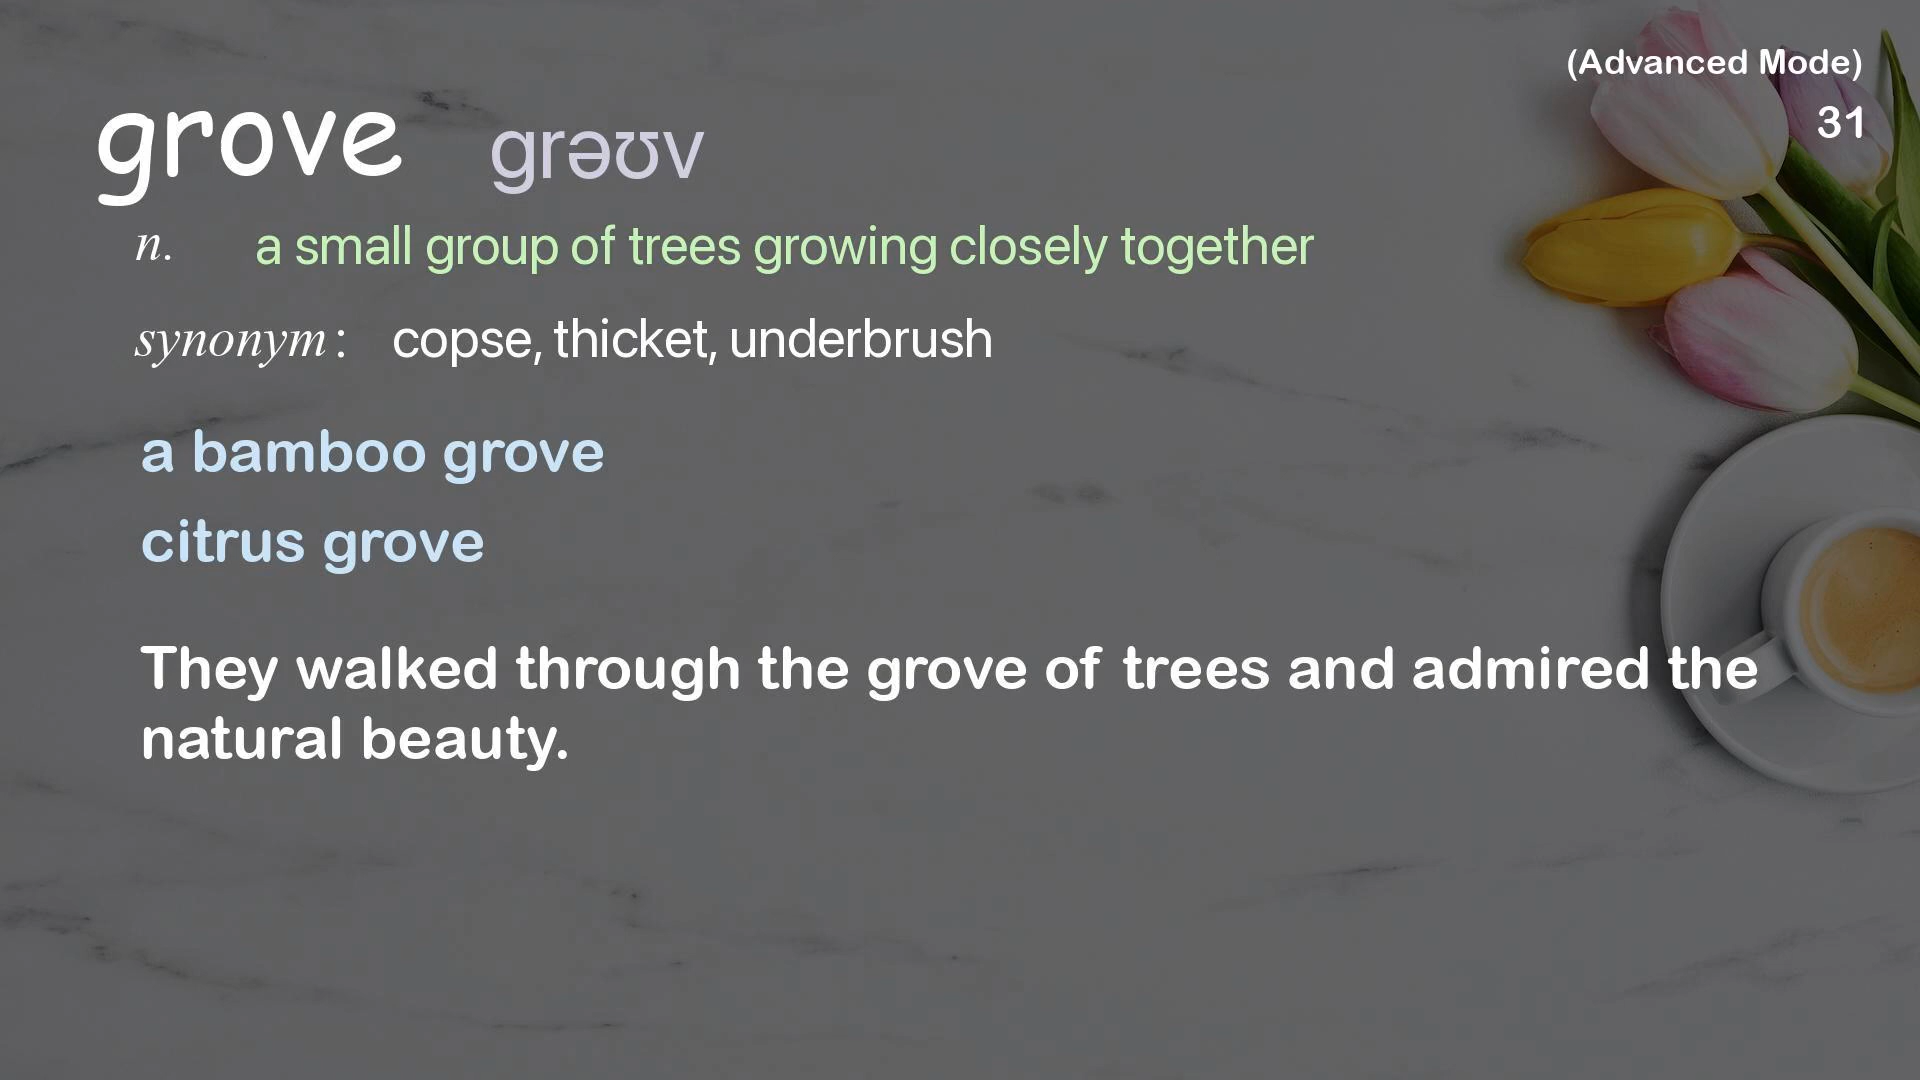 (Advanced Mode)
31
grove grəʊv
n. a small group of trees growing closely together
synonym: copse, thicket, underbrush
a bamboo grove
citrus grove
They walked through the grove of trees and admired the
natural beauty.